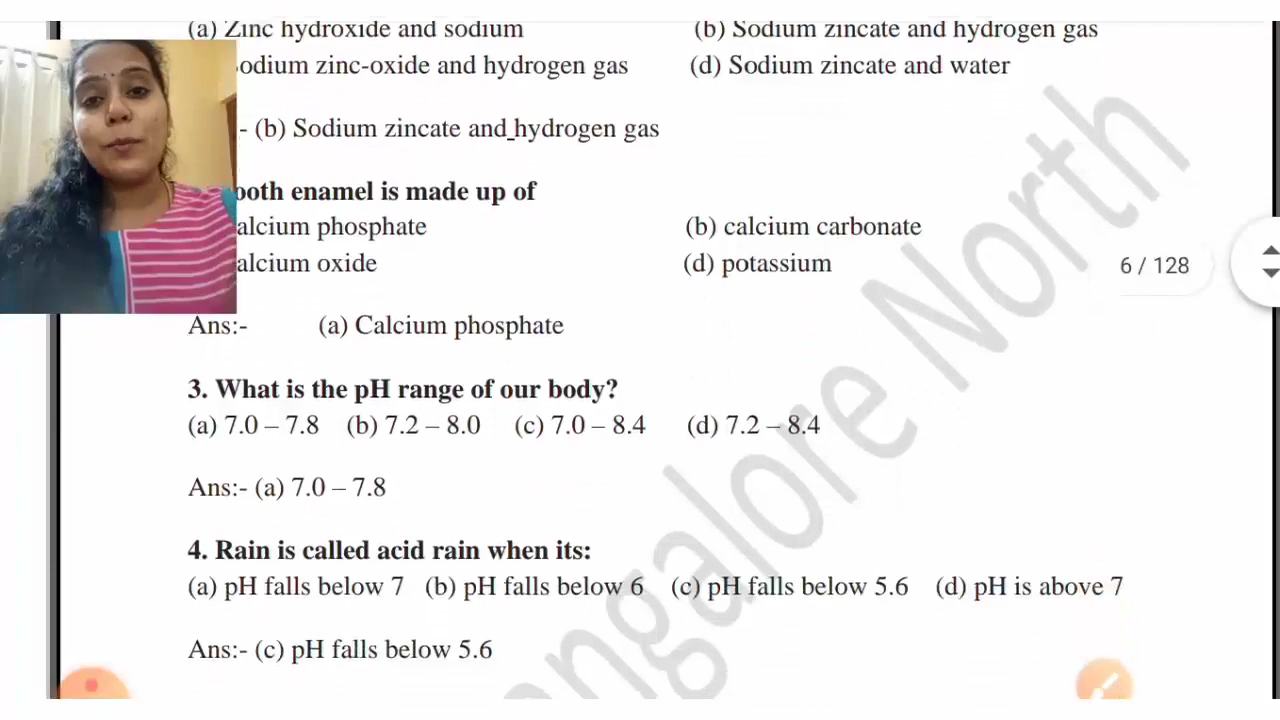 (a) Zinc hydroxide and sodium (b) Sodium zincate and hydrogen gas
odium zinc-oxide and hydrogen gas (d) Sodium zincate and water
- (b) Sodium zincate and hydrogen gas
ooth enamel is made up of
alcium phosphate (b) calcium carbonate
alcium oxide (d) potassium
6 / 128
Ans:- (a) Calcium phosphate
3. What is the pH range of our body?
(a) 7.0 – 7.8 (b) 7.2 – 8.0 (c) 7.0 – 8.4 (d) 7.2 – 8.4
Ans:- (a) 7.0 – 7.8
4. Rain is called acid rain when its:
(a) pH falls below 7 (b) pH falls below 6 (c) pH falls below 5.6 (d) pH is above 7
Ans:- (c) pH falls below 5.6
ngalore North